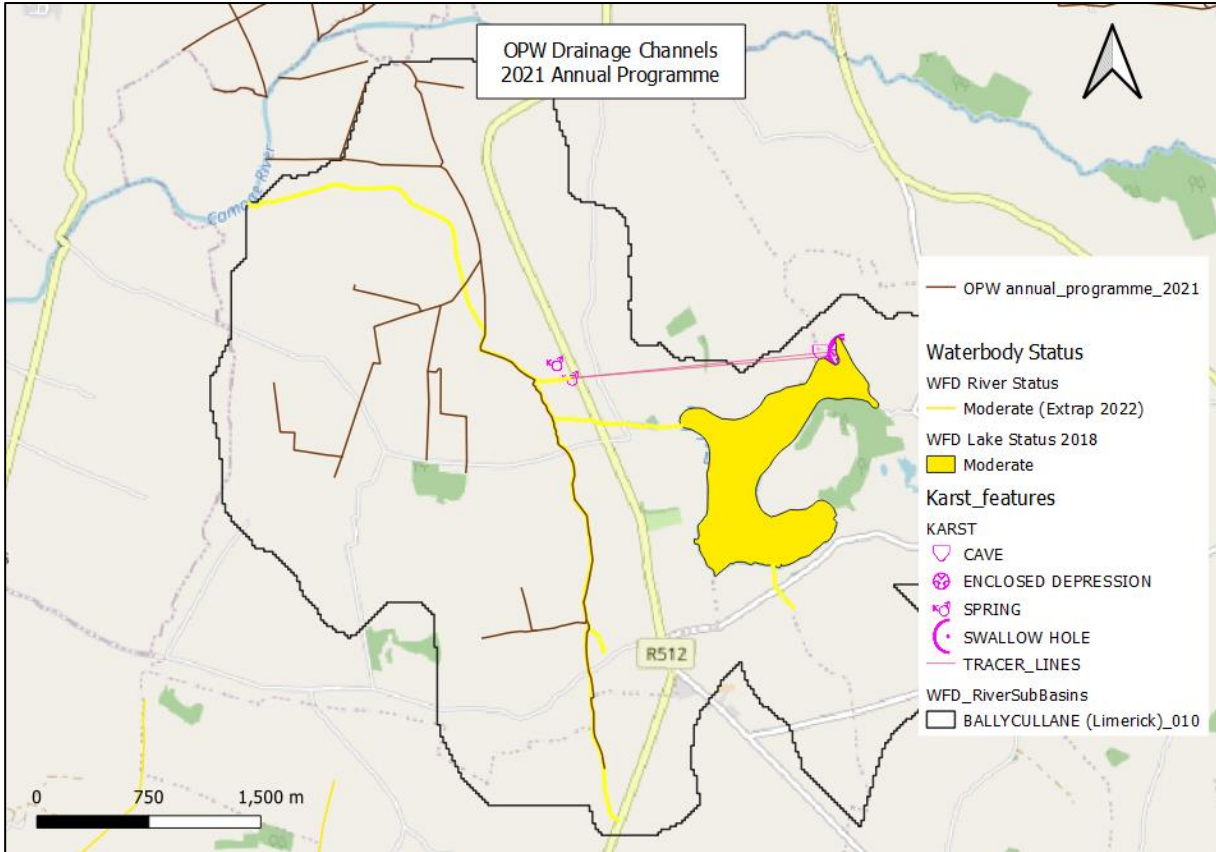 OPW Drainage Channels
2021 Annual Programme
Camoge River
R512
OPW annual_programme_2021
Waterbody Status
WFD River Status
Moderate (Extrap 2022)
WFD Lake Status 2018
Moderate
Karst_features
KARST
CAVE
ENCLOSED DEPRESSION
SPRING
SWALLOW HOLE
TRACER_LINES
WFD_RiverSubBasins
BALLYCULLANE (Limerick)_010
0 750 1,500 m